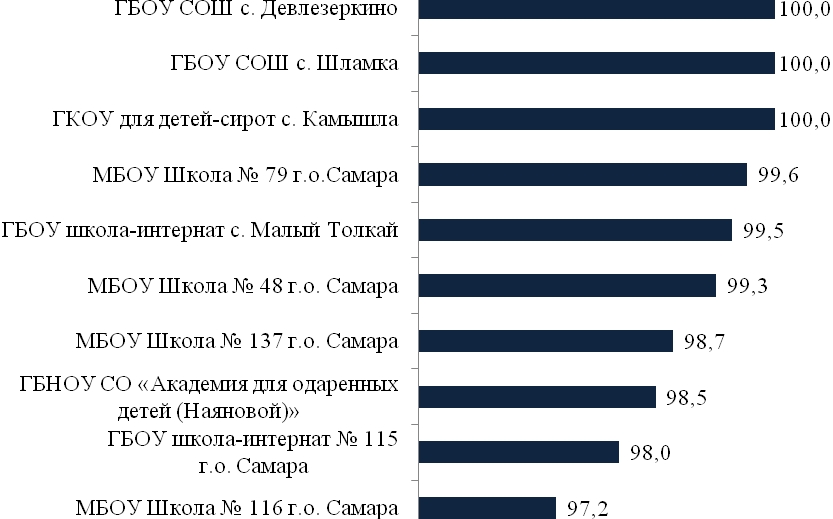 ГБОУ СОШ с. Девлезеркино 100,0
ГБОУ СОШ с. Шламка 100,0
ГКОУ для детей-сирот с. Камышла 100,0
МБОУ Школа № 79 г.о.Самара 99,6
ГБОУ школа-интернат с. Малый Толкай 99,5
МБОУ Школа № 48 г.о. Самара 99,3
МБОУ Школа № 137 г.о. Самара 98,7
ГБНОУ СО «Академия для одаренных
детей (Наяновой)» 98,5
ГБОУ школа-интернат № 115
г.о. Самара 98,0
МБОУ Школа № 116 г.о. Самара 97,2